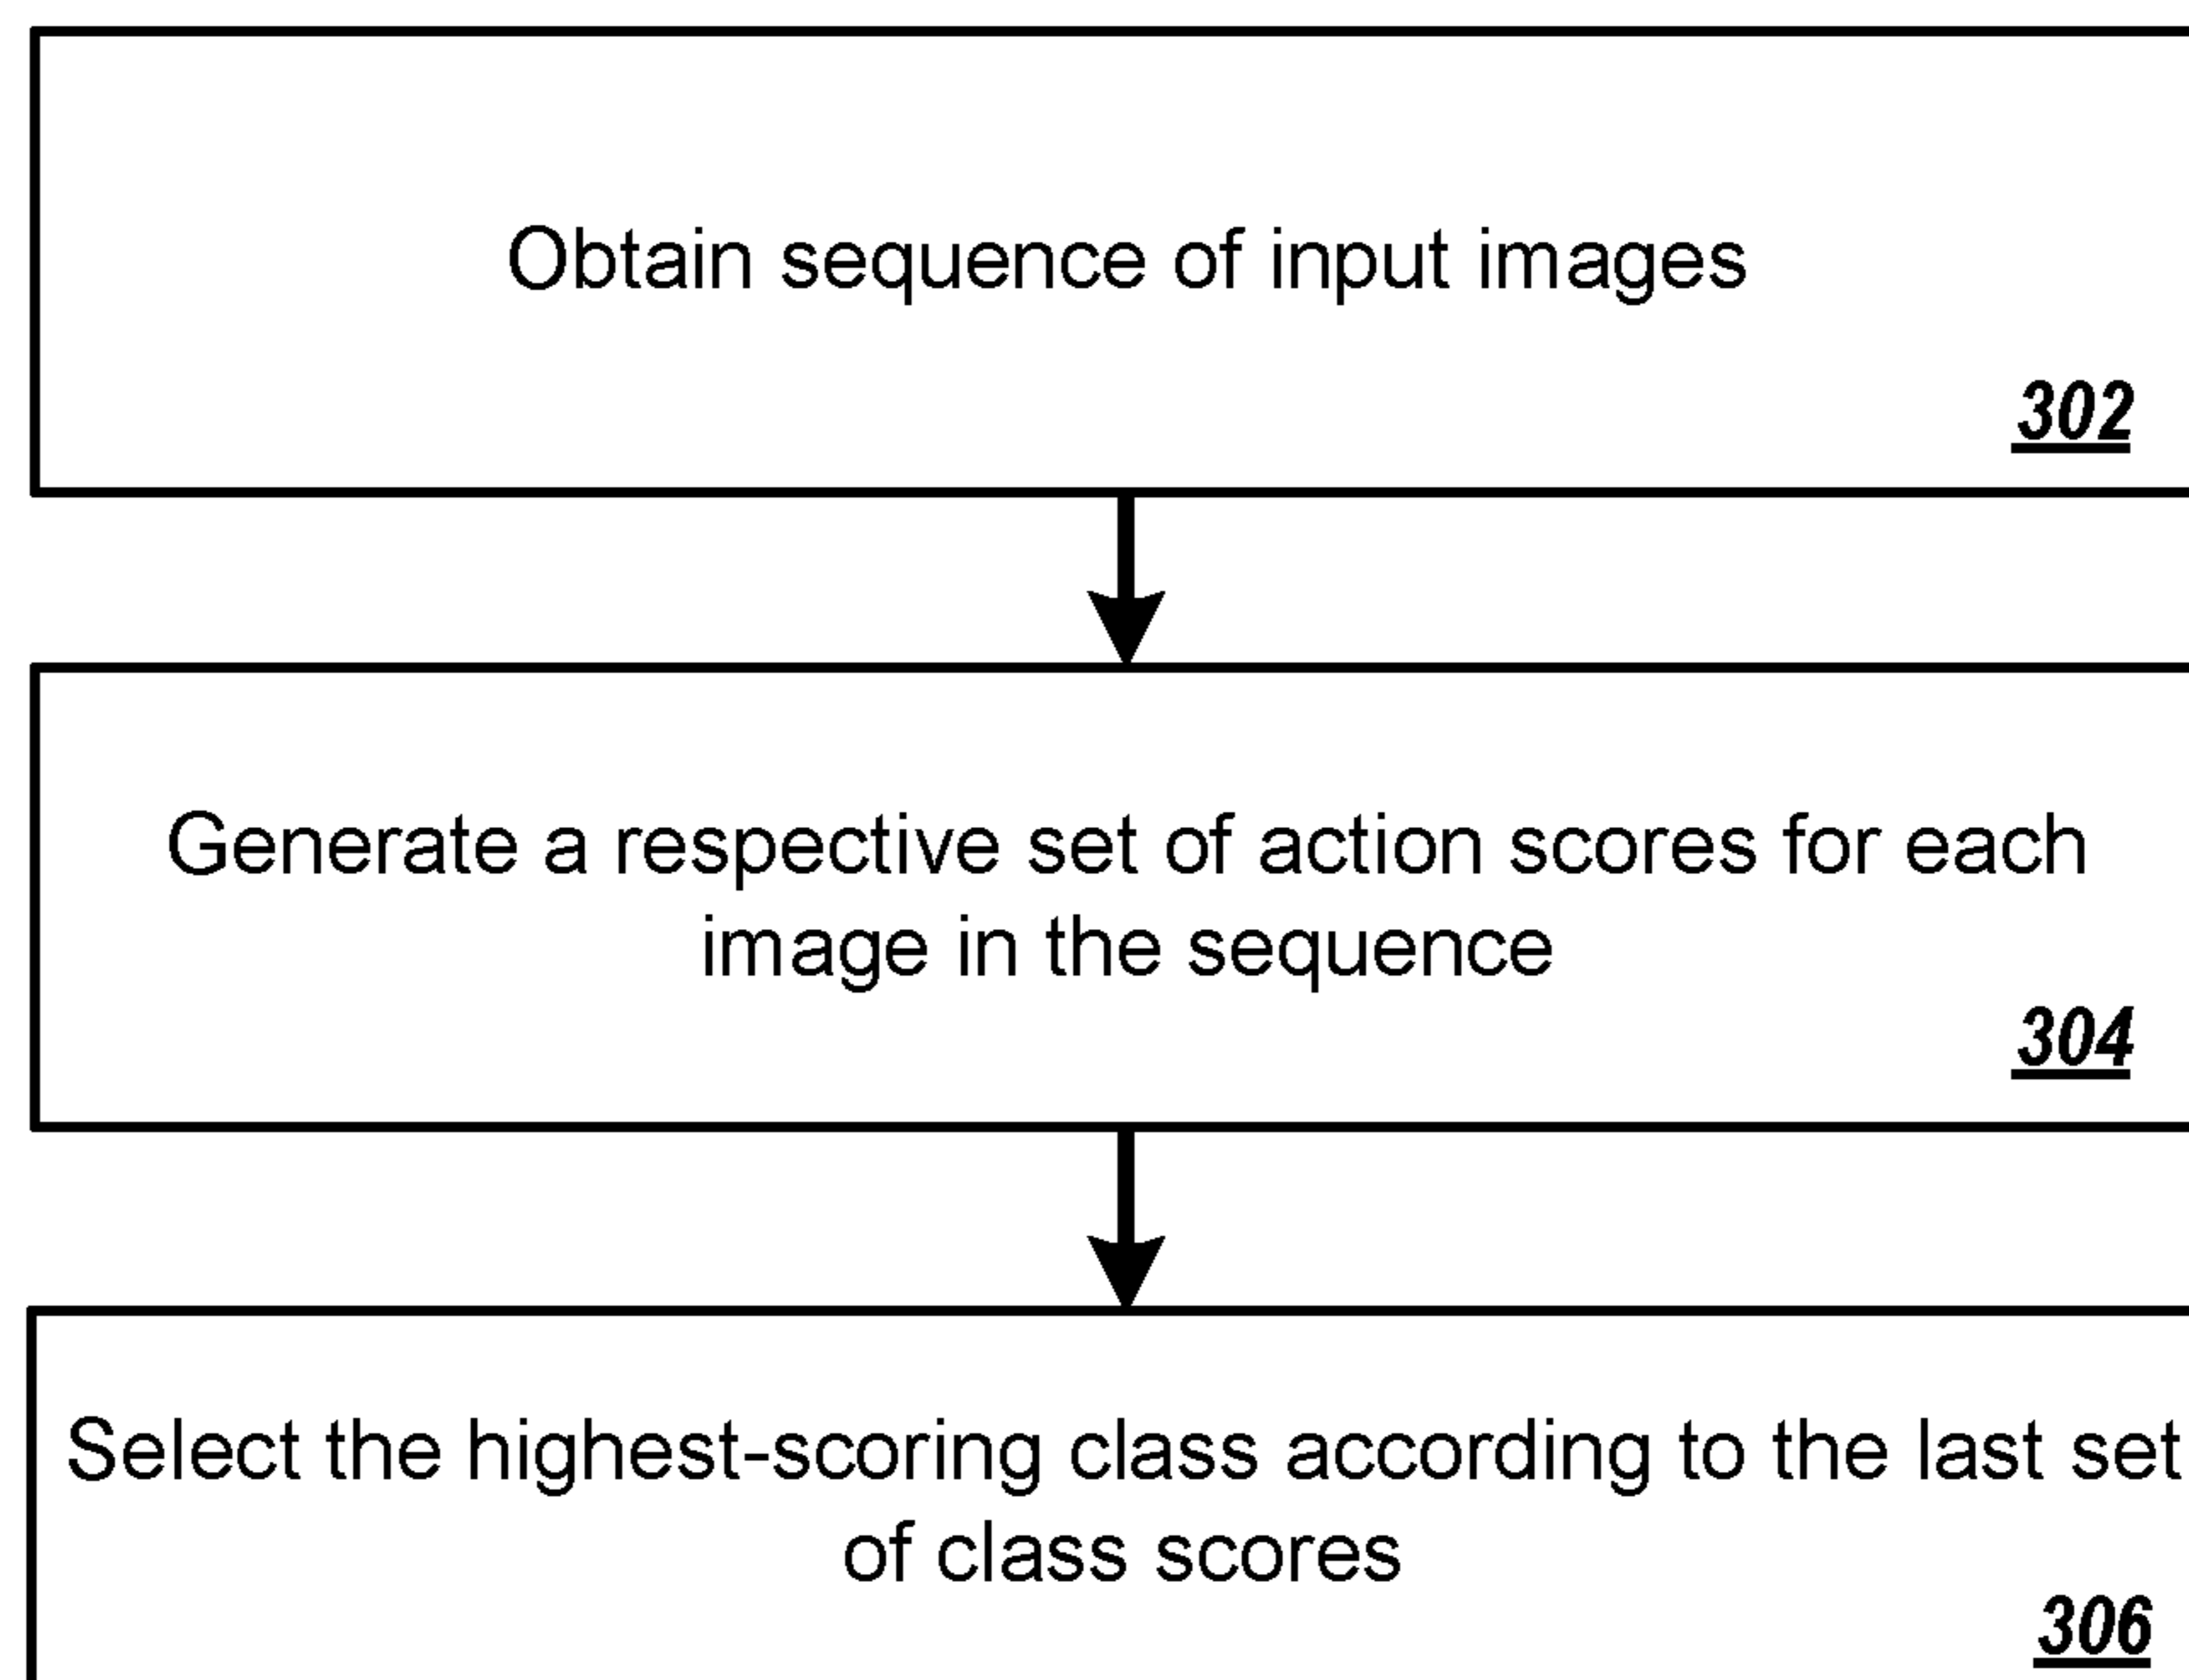 Obtain sequence of input images
302
Generate a respective set of action scores for each
image in the sequence
304
Select the highest-scoring class according to the last set
of class scores
306